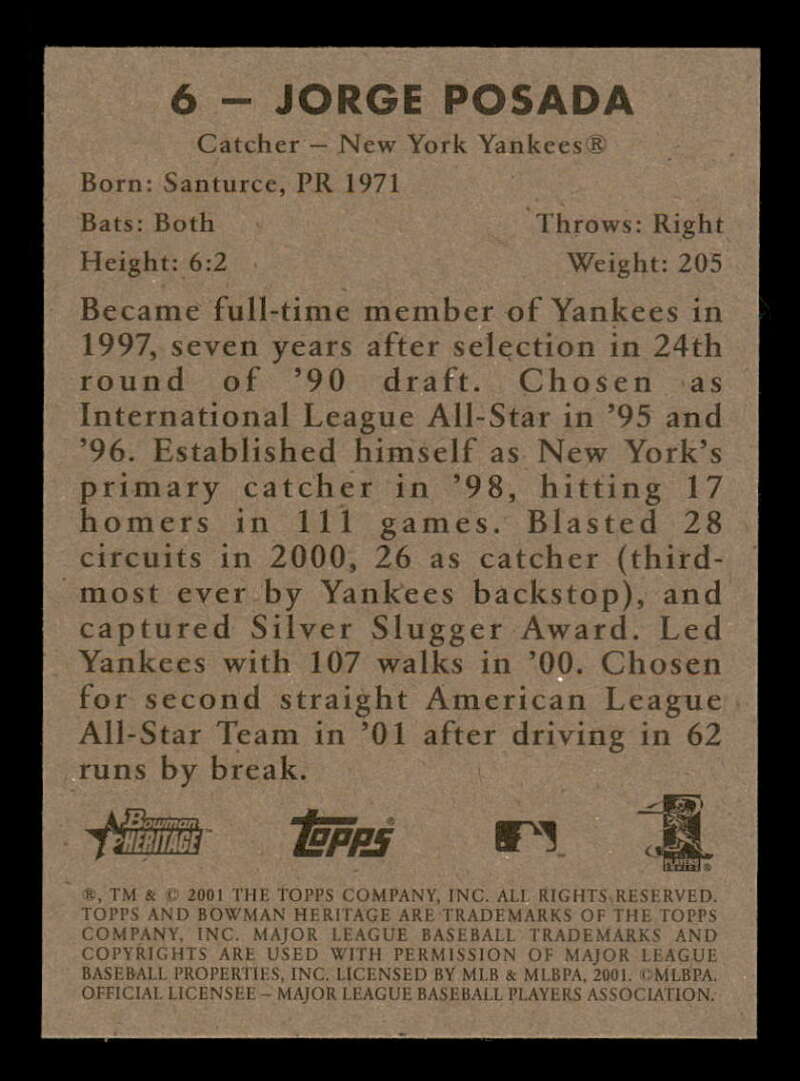 6 – JORGE POSADA
Catcher – New York Yankees®
Born: Santurce, PR 1971
Bats: Both Throws: Right
Height: 6:2 Weight: 205
Became full-time member of Yankees in
1997, seven years after selection in 24th
round of ’90 draft. Chosen as
International League All-Star in ’95 and
’96. Established himself as New York’s
primary catcher in ’98, hitting 17
homers in 111 games. Blasted 28
circuits in 2000, 26 as catcher (third-
most ever by Yankees backstop), and
captured Silver Slugger Award. Led
Yankees with 107 walks in ’00. Chosen
for second straight American League
All-Star Team in ’01 after driving in 62
runs by break.
Bowman
HERITAGE
Topps®
PLAYERS
®, TM & © 2001 THE TOPPS COMPANY, INC. ALL RIGHTS RESERVED.
TOPPS AND BOWMAN HERITAGE ARE TRADEMARKS OF THE TOPPS
COMPANY, INC. MAJOR LEAGUE BASEBALL TRADEMARKS AND
COPYRIGHTS ARE USED WITH PERMISSION OF MAJOR LEAGUE
BASEBALL PROPERTIES, INC. LICENSED BY MLB & MLBPA, 2001. ©MLBPA.
OFFICIAL LICENSEE – MAJOR LEAGUE BASEBALL PLAYERS ASSOCIATION.